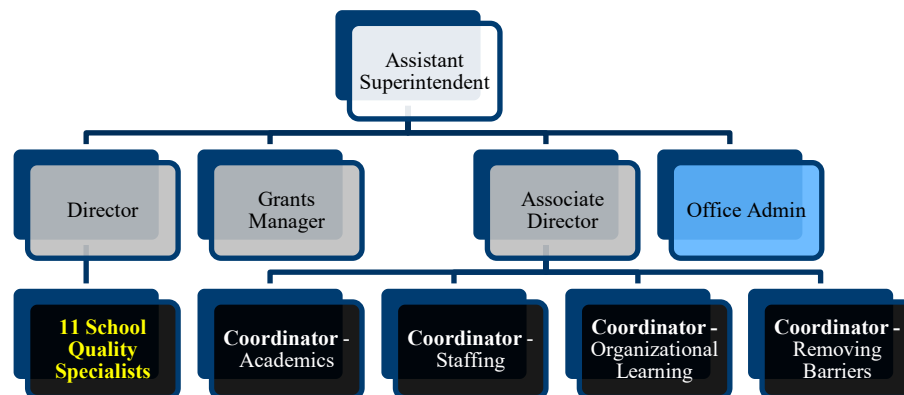 Assistant
Superintendent
Director
Grants
Manager
Associate
Director
Office Admin
11 School
Quality
Specialists
Coordinator -
Academics
Coordinator -
Staffing
Coordinator -
Organizational
Learning
Coordinator -
Removing
Barriers